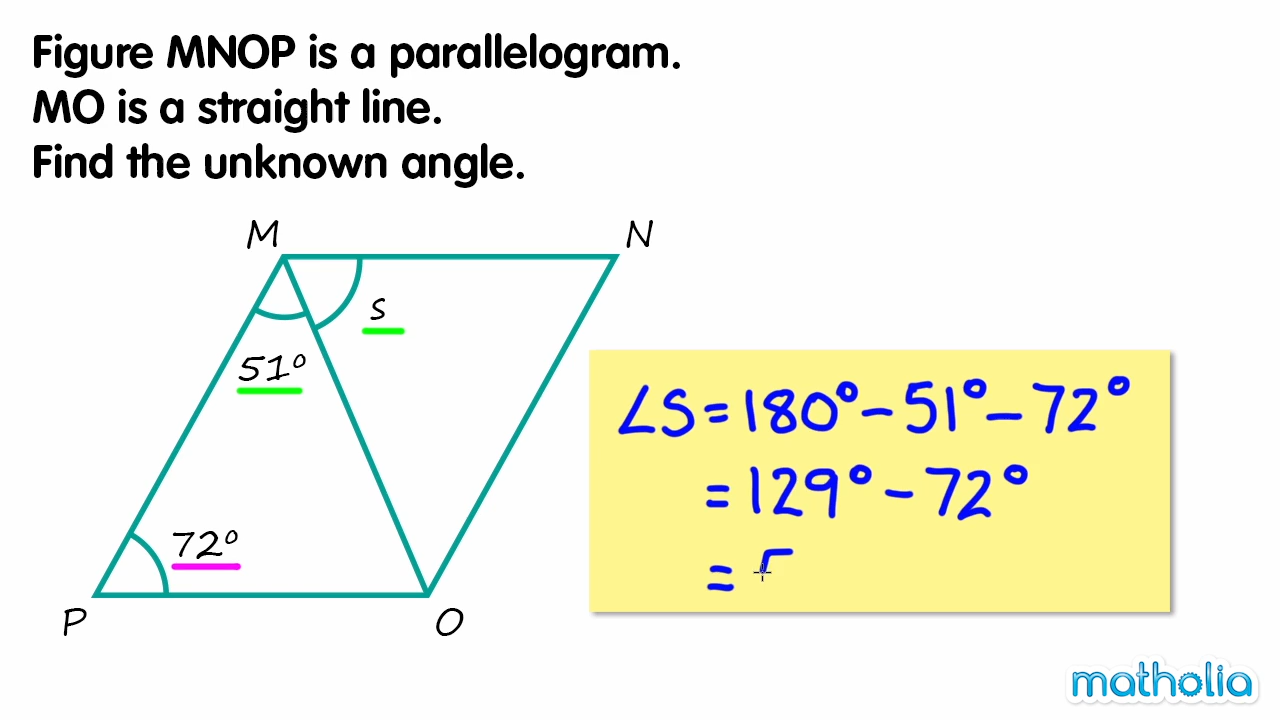 Figure MNOP is a parallelogram.
MO is a straight line.
Find the unknown angle.
M
N
s
51°
72°
P
O
∠S = 180° - 51° - 72°
= 129° - 72°
= 5
matholia